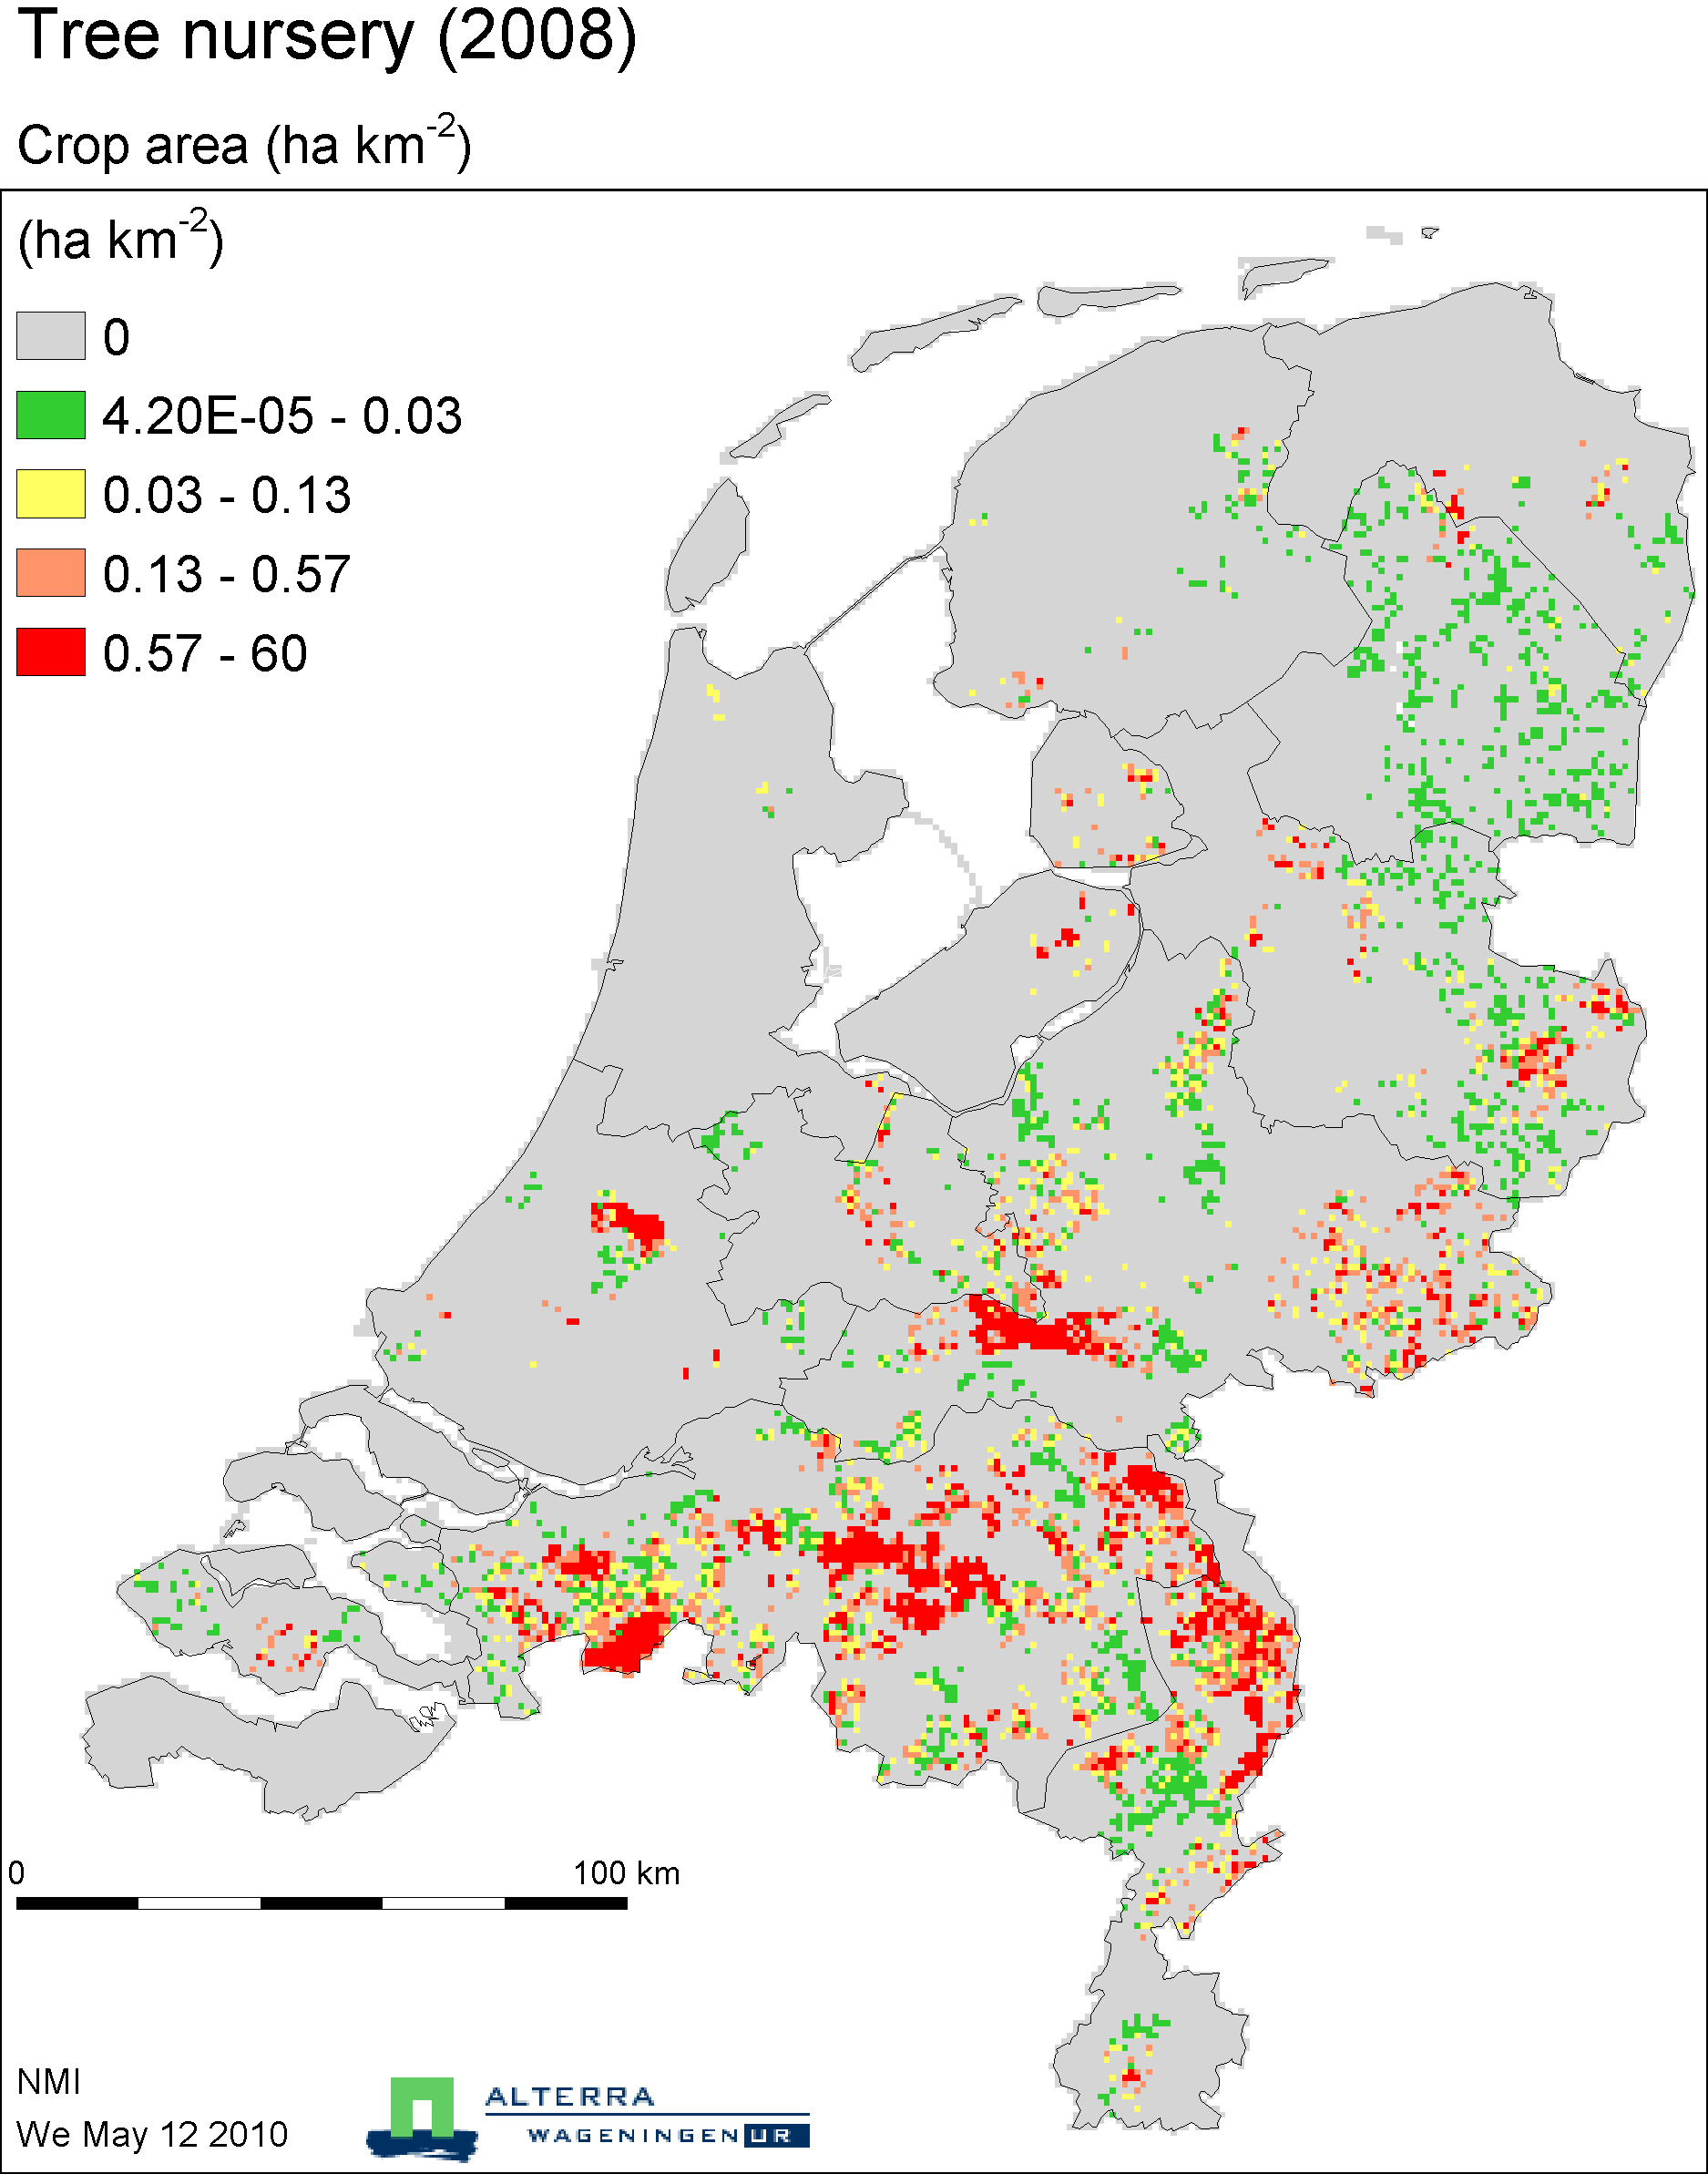 Tree nursery (2008)
Crop area (ha km-2)
(ha km-2)
0
4.20E-05 - 0.03
0.03 - 0.13
0.13 - 0.57
0.57 - 60
0 100 km
NMI
We May 12 2010
ALTERRA
WAGENINGEN UR